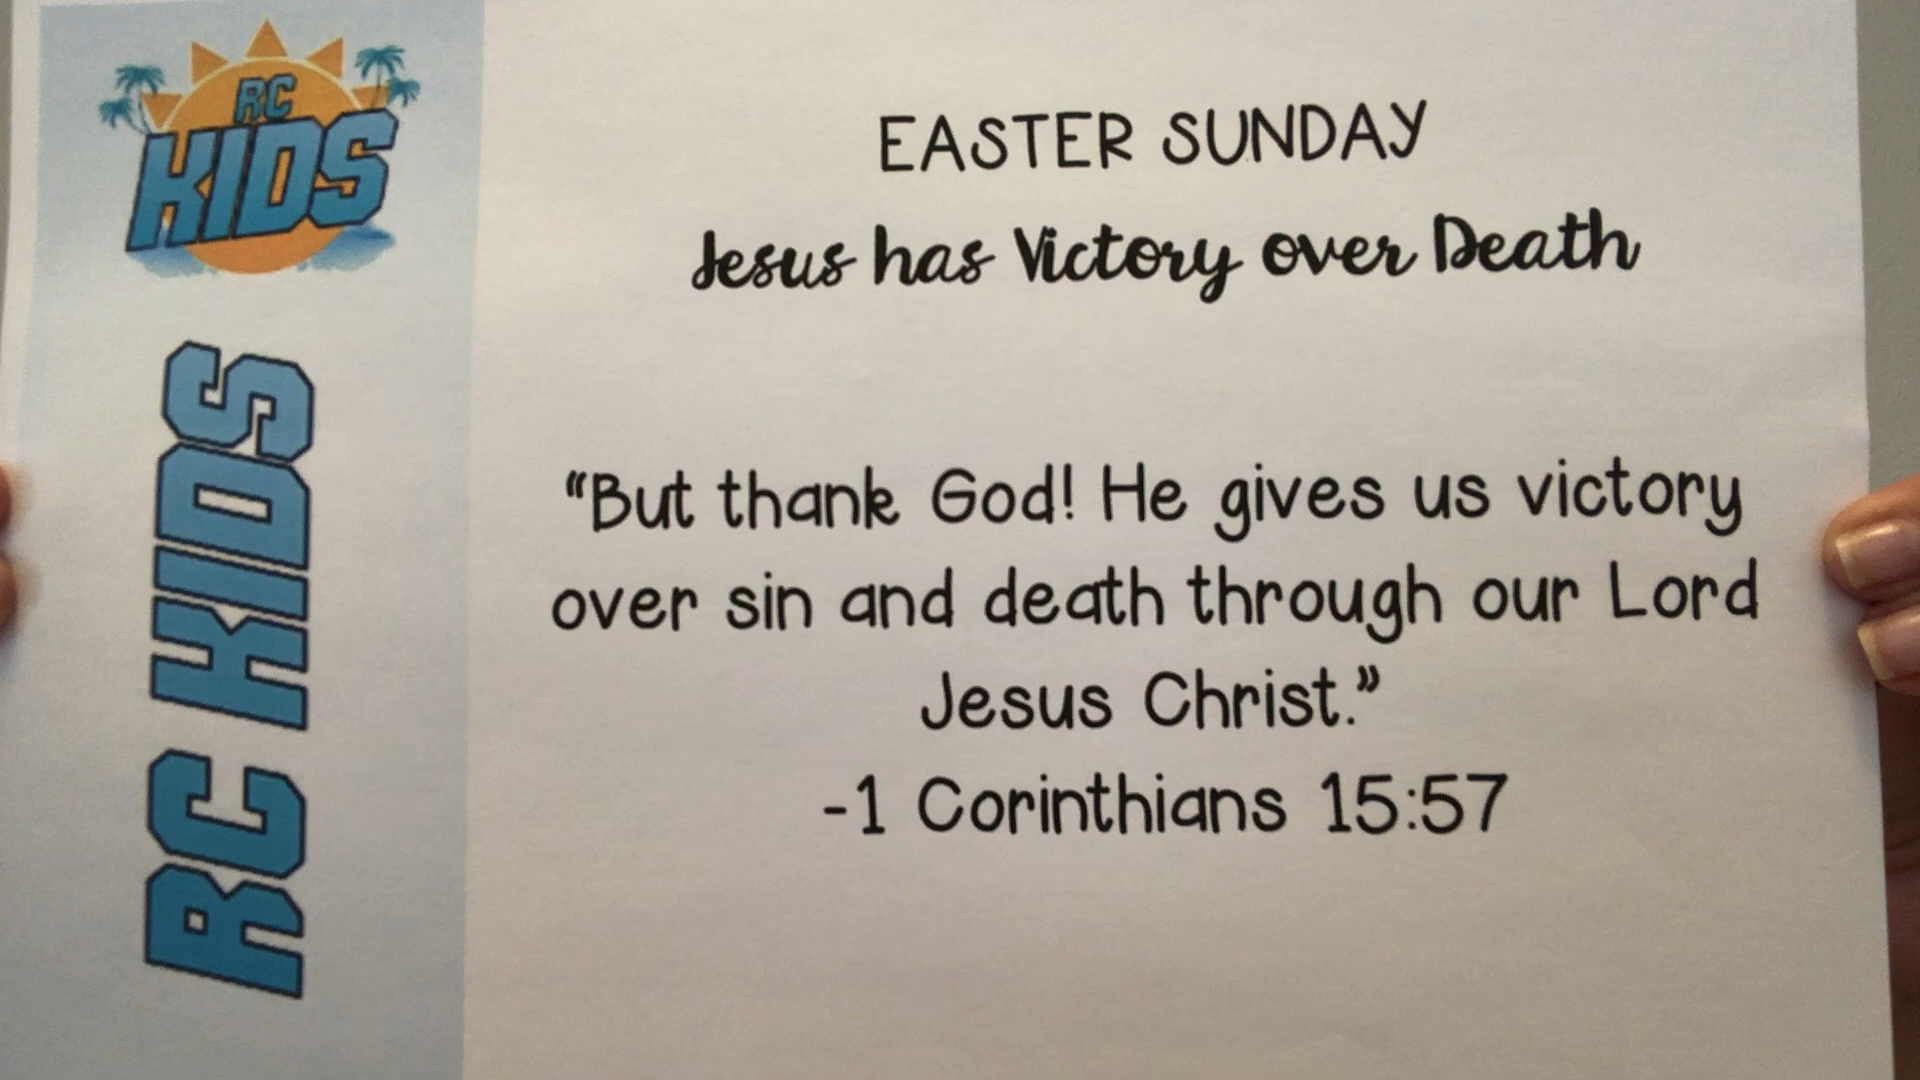 RC
KIDS
RC KIDS
EASTER SUNDAY
Jesus has Victory over Death
“But thank God! He gives us victory
over sin and death through our Lord
Jesus Christ.”
-1 Corinthians 15:57